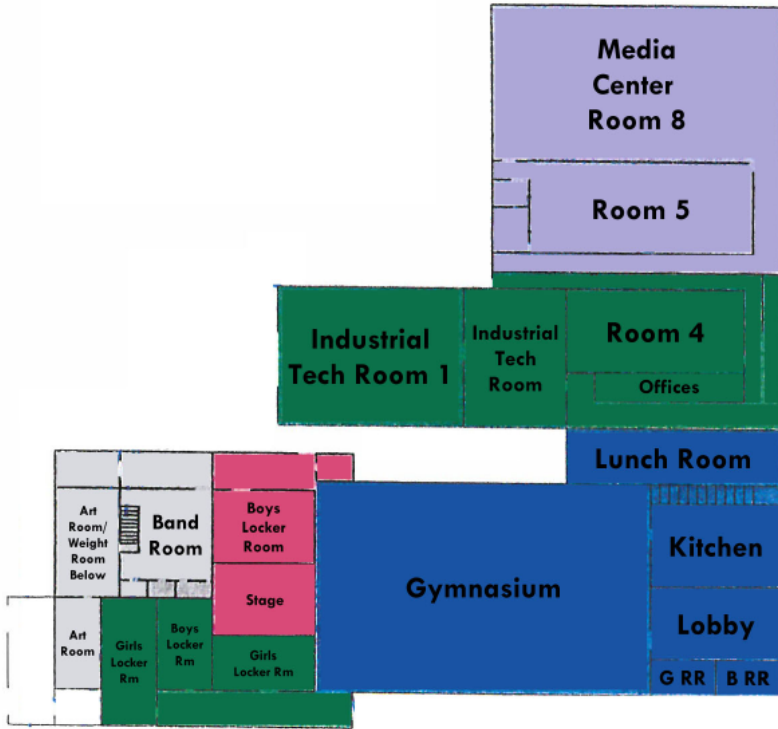 Media
Center
Room 8
Room 5
Industrial
Tech Room 1
Industrial
Tech
Room
Room 4
Offices
Lunch Room
Art
Room/
Weight
Room
Below
Band
Room
Boys
Locker
Room
Gymnasium
Kitchen
Stage
Lobby
Art
Room
Girls
Locker
Rm
Boys
Locker
Rm
Girls
Locker Rm
G RR
B RR